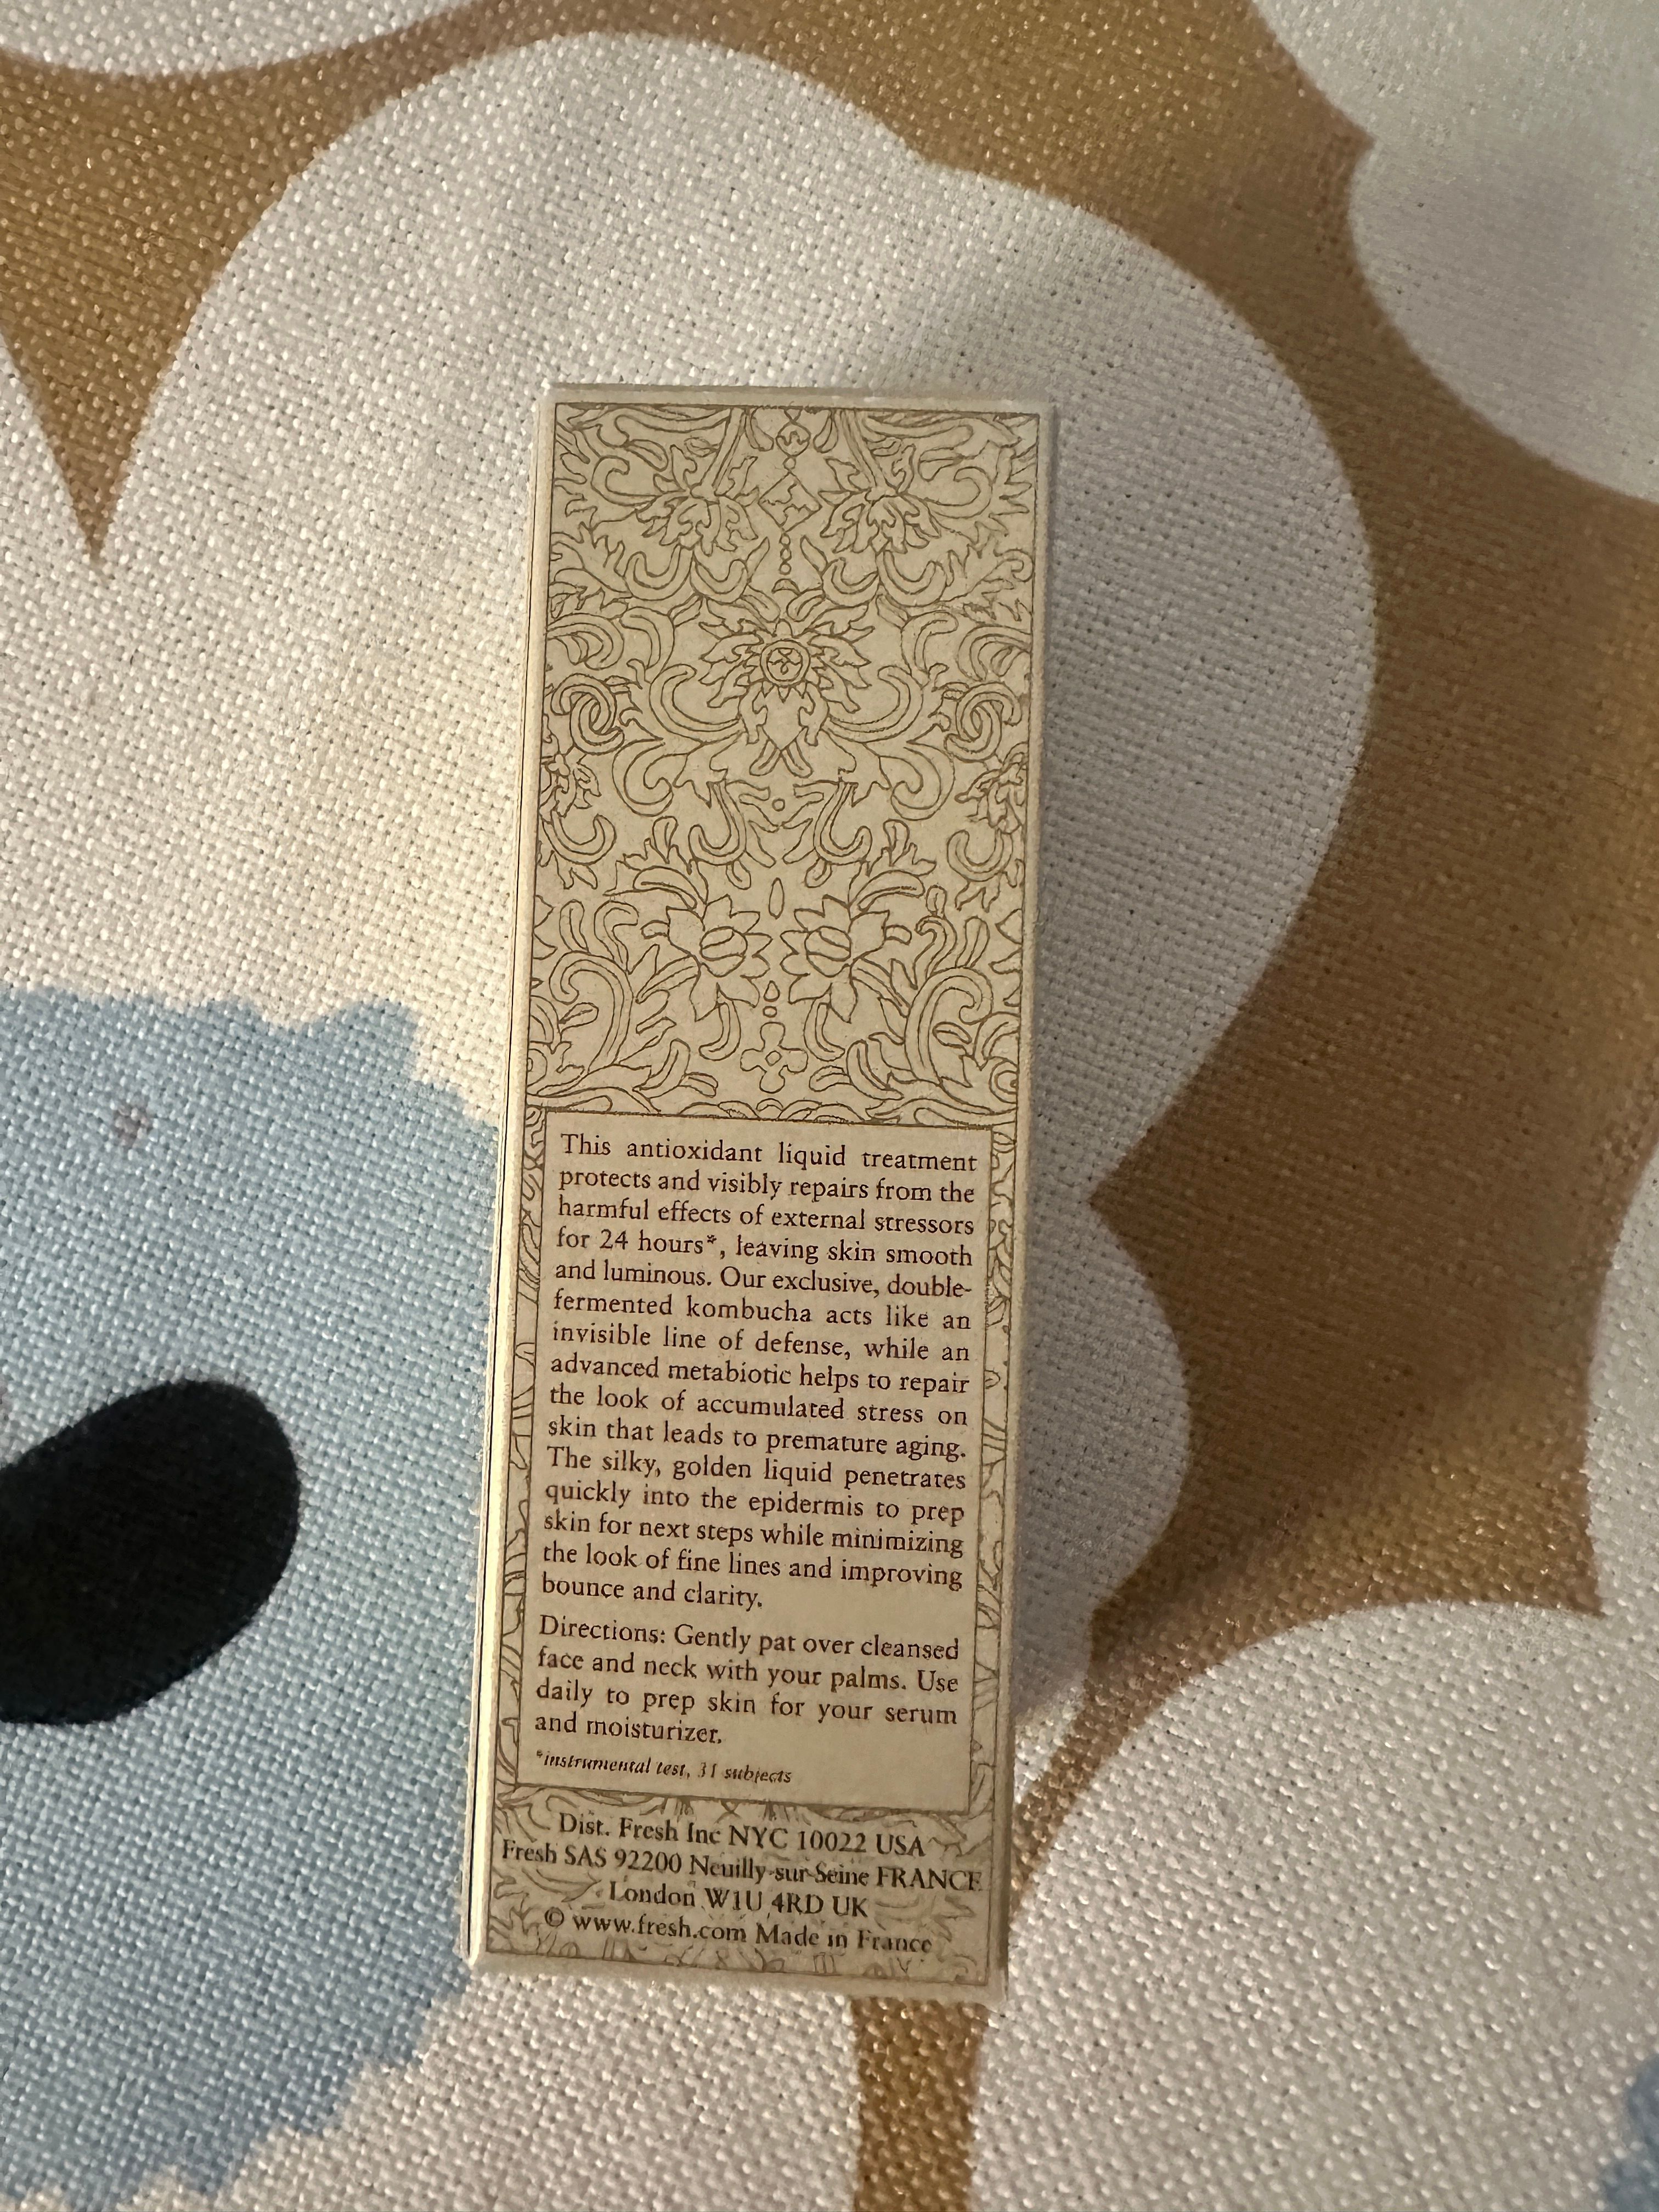 This antioxidant liquid treatment
protects and visibly repairs from the
harmful effects of external stressors
for 24 hours*, leaving skin smooth
and luminous. Our exclusive, double-
fermented kombucha acts like an
invisible line of defense, while an
advanced metabiotic helps to repair
the look of accumulated stress on
skin that leads to premature aging.
The silky, golden liquid penetrates
quickly into the epidermis to prep
skin for next steps while minimizing
the look of fine lines and improving
bounce and clarity.
Directions: Gently pat over cleansed
face and neck with your palms. Use
daily to prep skin for your serum
and moisturizer.
*instrumental test, 31 subjects
Dist. Fresh Inc NYC 10022 USA
Fresh SAS 92200 Neuilly-sur-Seine FRANCE
London W1U 4RD UK
© www.fresh.com Made in France